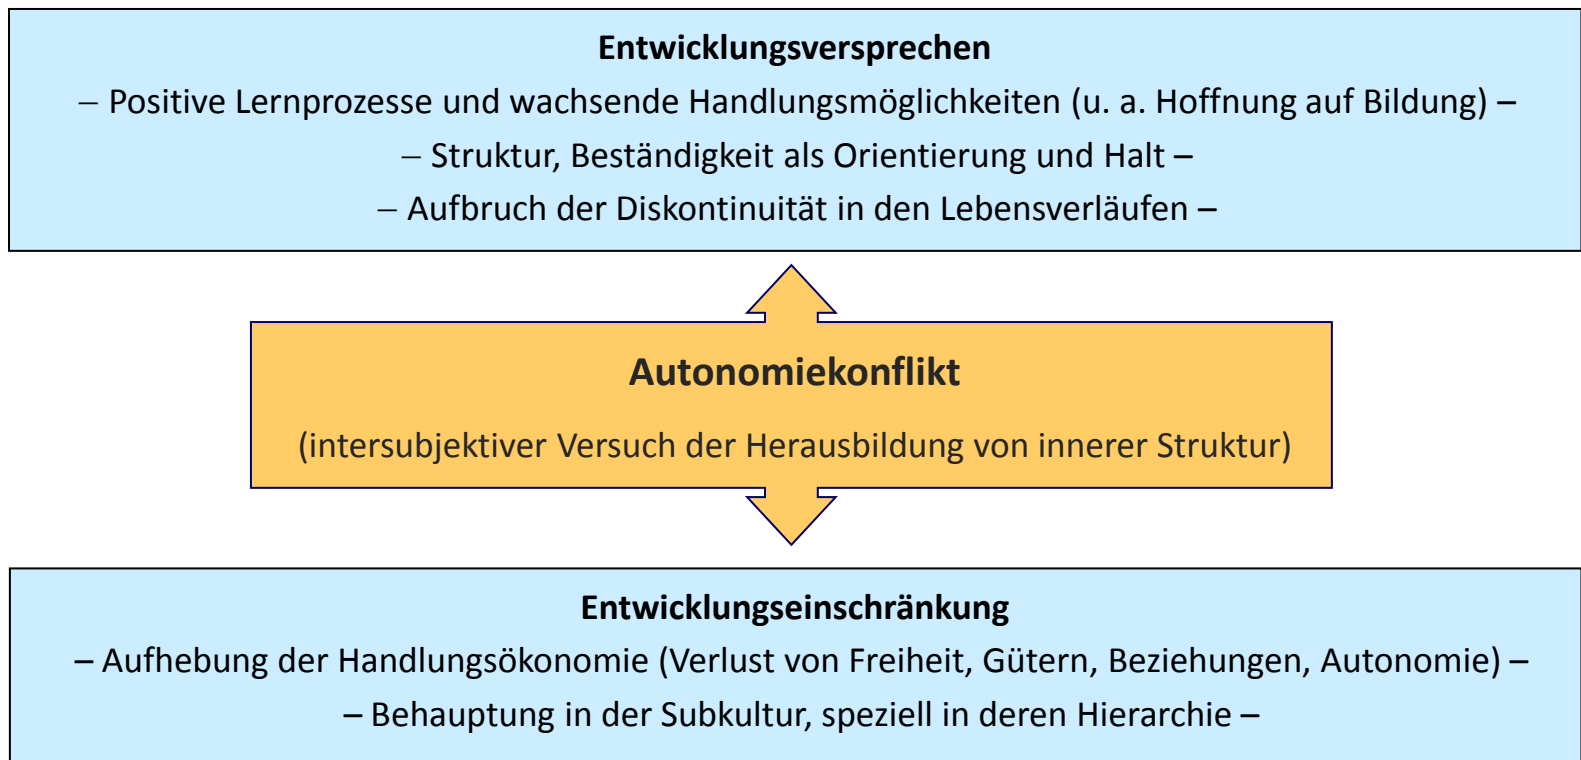 Entwicklungsversprechen
– Positive Lernprozesse und wachsende Handlungsmöglichkeiten (u. a. Hoffnung auf Bildung) –
– Struktur, Beständigkeit als Orientierung und Halt –
– Aufbruch der Diskontinuität in den Lebensverläufen –
Autonomiekonflikt
(intersubjektiver Versuch der Herausbildung von innerer Struktur)
Entwicklungseinschränkung
– Aufhebung der Handlungsökonomie (Verlust von Freiheit, Gütern, Beziehungen, Autonomie) –
– Behauptung in der Subkultur, speziell in deren Hierarchie –